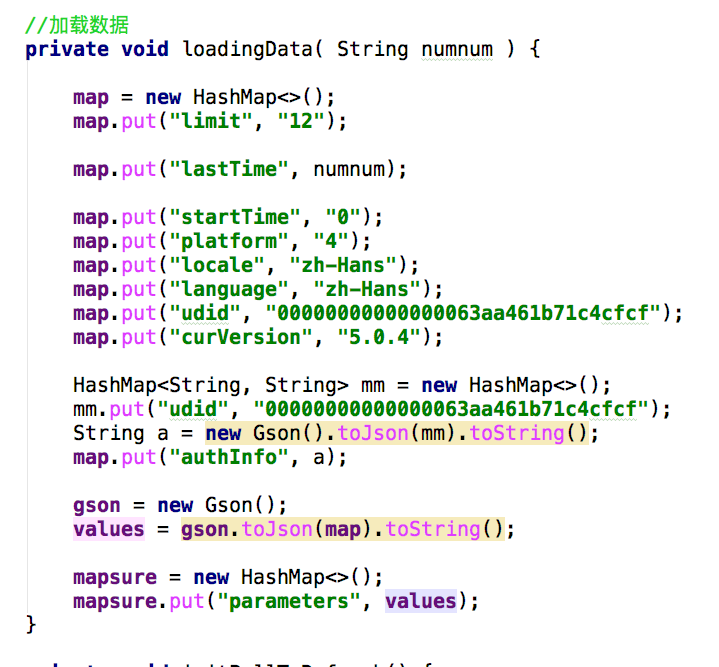 //加载数据
private void loadingData( String numnum ) {
map = new HashMap<>();
map.put("limit", "12");
map.put("lastTime", numnum);
map.put("startTime", "0");
map.put("platform", "4");
map.put("locale", "zh-Hans");
map.put("language", "zh-Hans");
map.put("udid", "00000000000000063aa461b71c4cfcf");
map.put("curVersion", "5.0.4");
HashMap<String, String> mm = new HashMap<>();
mm.put("udid", "00000000000000063aa461b71c4cfcf");
String a = new Gson().toJson(mm).toString();
map.put("authInfo", a);
gson = new Gson();
values = gson.toJson(map).toString();
mapsure = new HashMap<>();
mapsure.put("parameters", values);
}